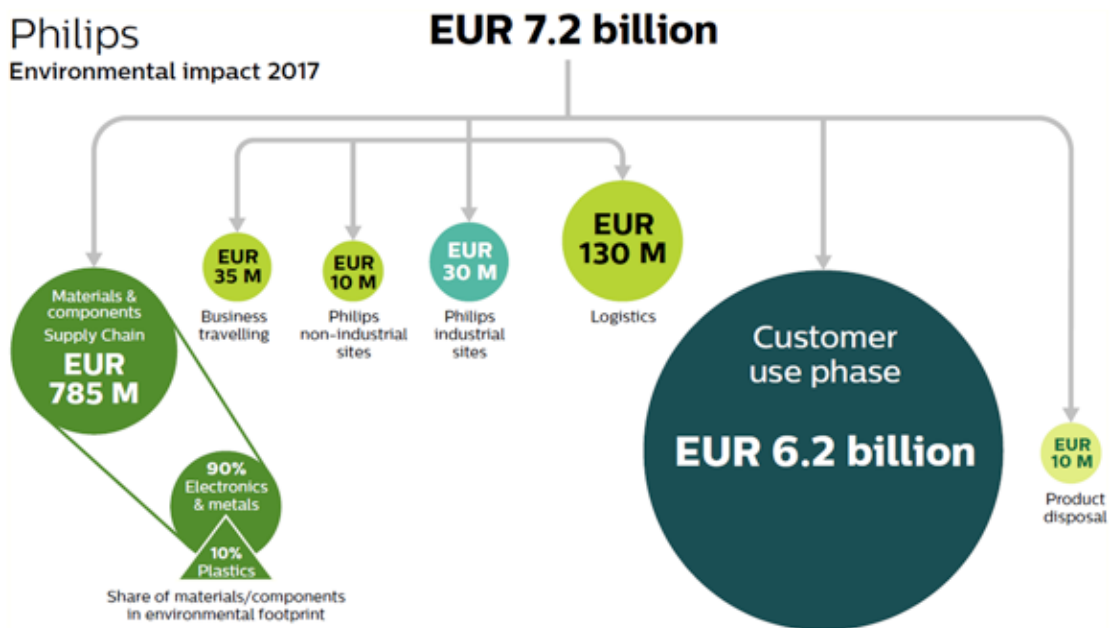 Philips
Environmental impact 2017
EUR 7.2 billion
Materials &
components
Supply Chain
EUR
785 M
EUR
35 M
Business
travelling
EUR
10 M
Philips
non-industrial
sites
EUR
30 M
Philips
industrial
sites
EUR
130 M
Logistics
Customer
use phase
EUR 6.2 billion
EUR
10 M
Product
disposal
90%
Electronics
& metals
10%
Plastics
Share of materials/components
in environmental footprint